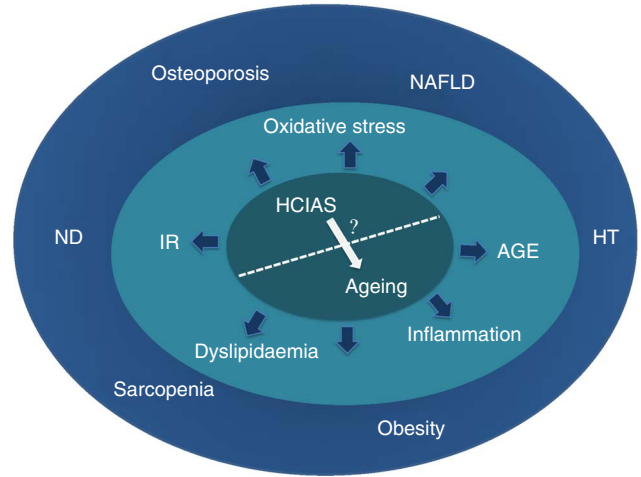 Osteoporosis
NAFLD
Oxidative stress
HCIAS
?
ND
IR
AGE
HT
Ageing
Inflammation
Dyslipidaemia
Sarcopenia
Obesity